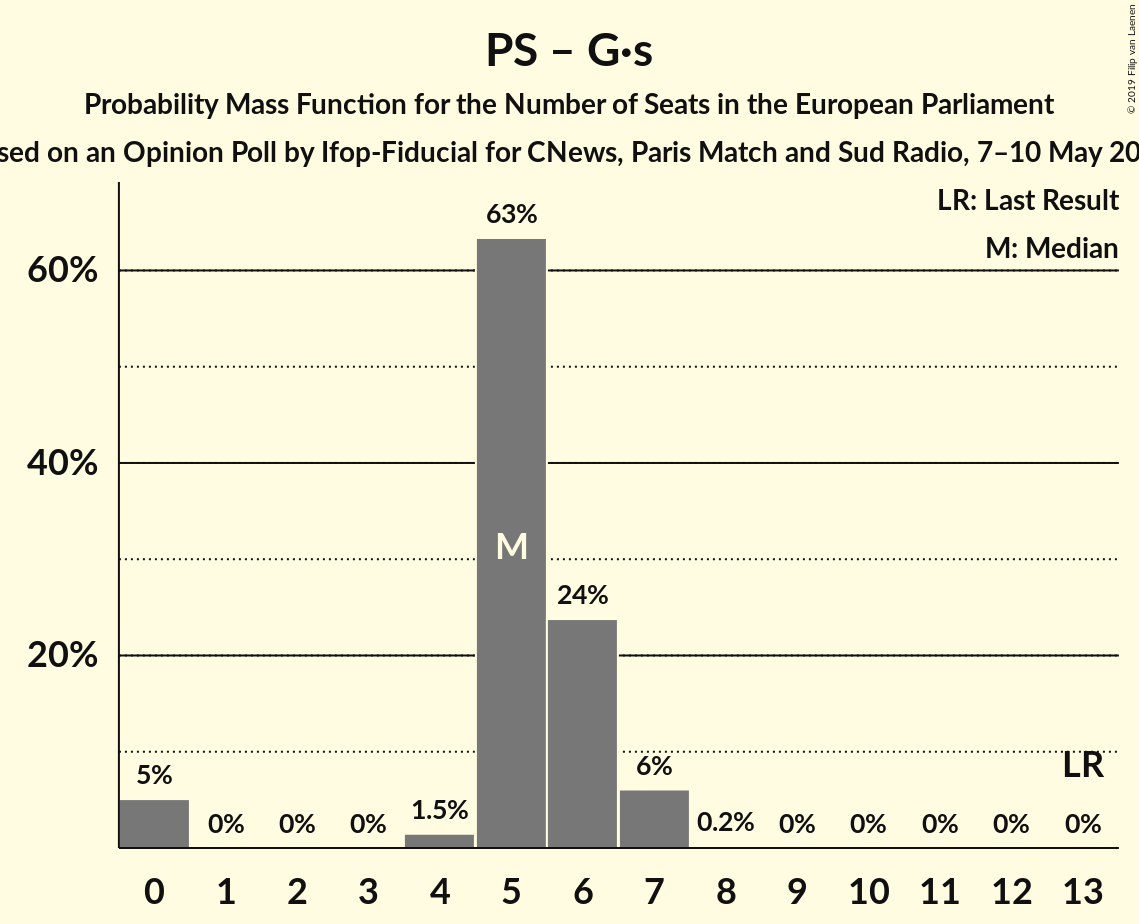 PS – G·s
Probability Mass Function for the Number of Seats in the European Parliament
sed on an Opinion Poll by Ifop-Fiducial for CNews, Paris Match and Sud Radio, 7–10 May 20
© 2019 Filip van Laenen
LR: Last Result
M: Median
63%
60%
40%
M
24%
20%
5%
0%
0%
0%
1.5%
6%
0.2%
0%
0%
0%
0%
LR
0%
0 1 2 3 4 5 6 7 8 9 10 11 12 13